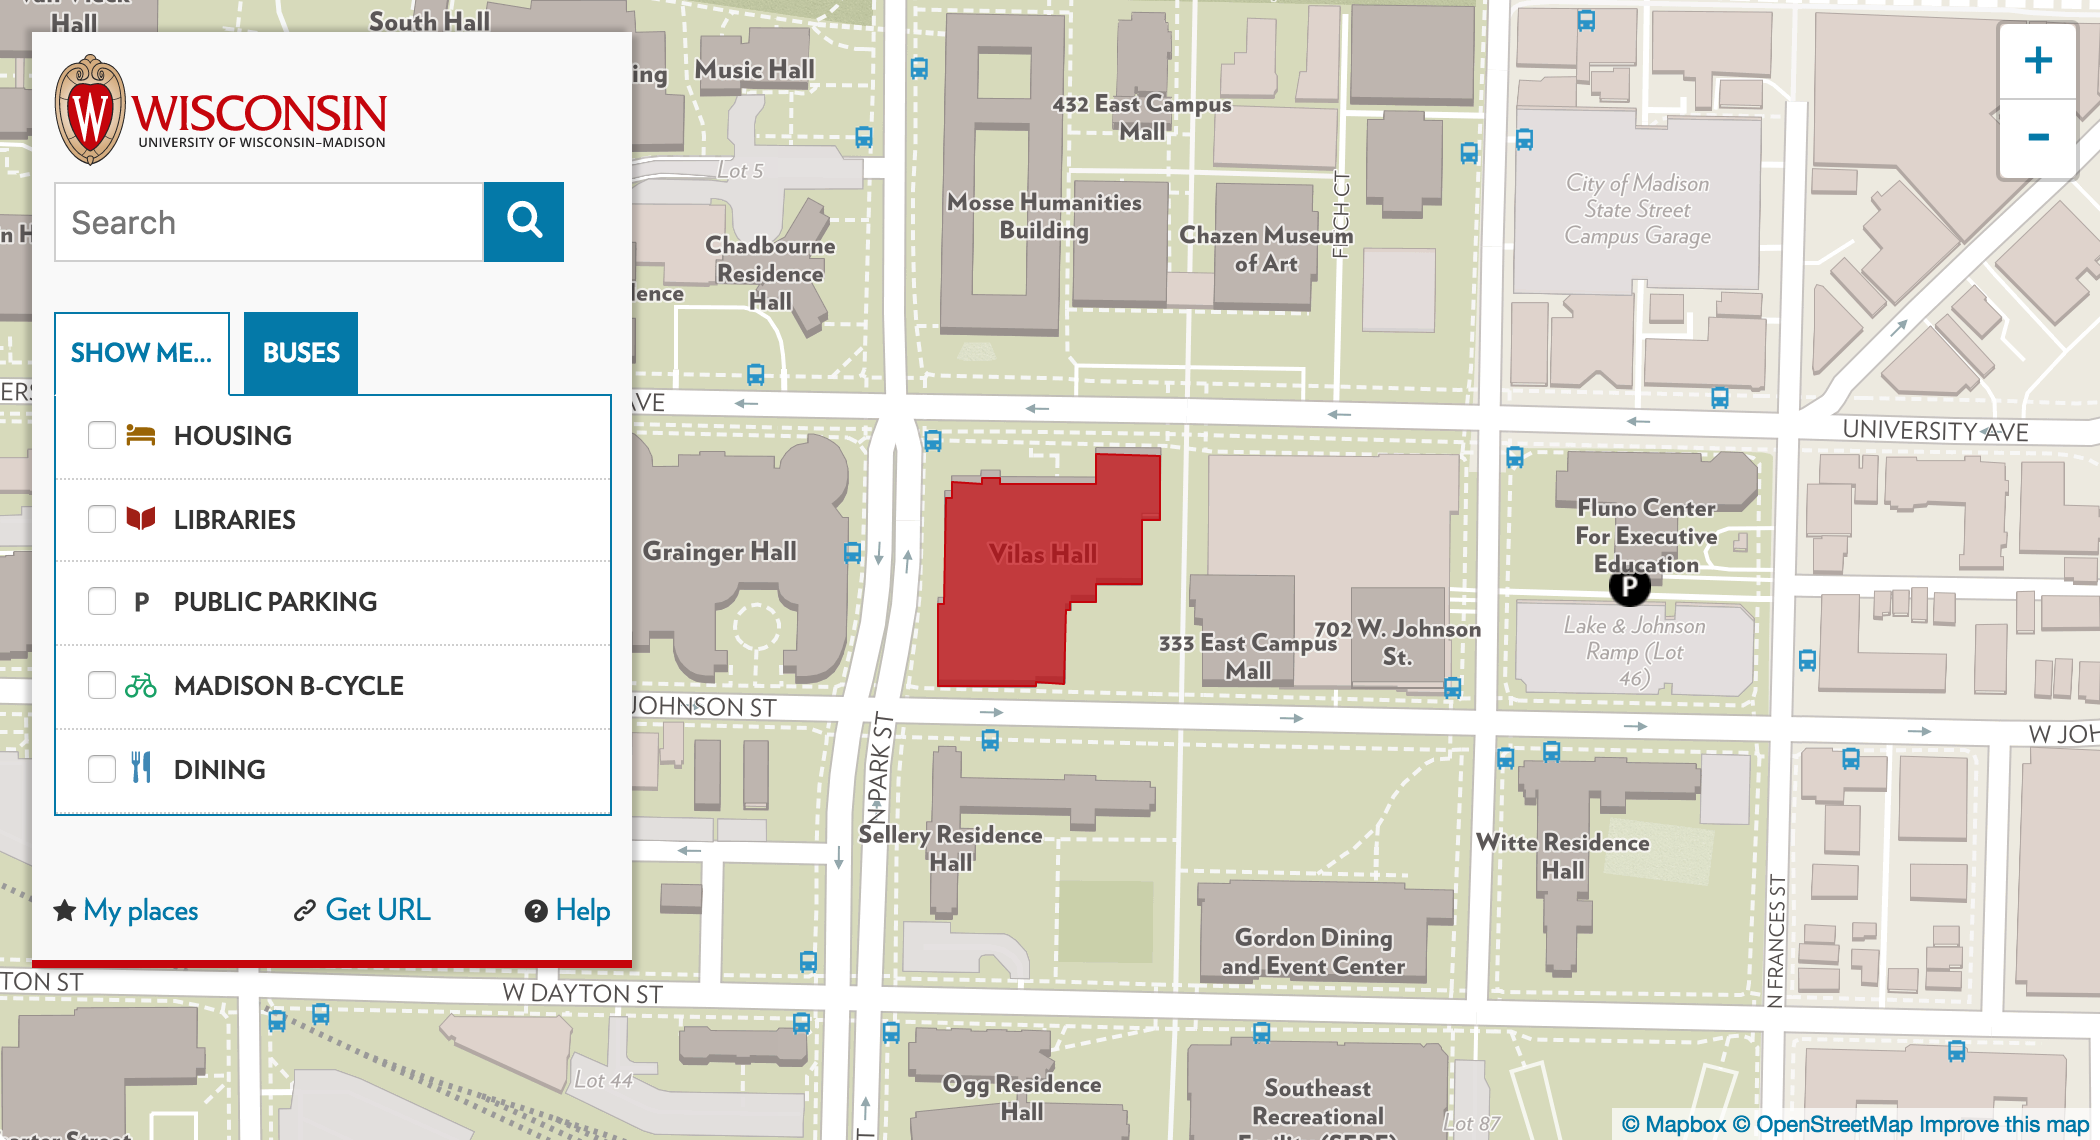 Hall
South Hall
W
WISCONSIN
UNIVERSITY OF WISCONSIN–MADISON
Search
SHOW ME...
BUSES
HOUSING
LIBRARIES
P PUBLIC PARKING
MADISON B-CYCLE
DINING
My places
Get URL
? Help
ing
Music Hall
Lot 5
432 East Campus
Mall
Mosse Humanities
Building
Chazen Museum
of Art
FITCH CT
City of Madison
State Street
Campus Garage
+
-
Chadbourne
Residence
Hall
dence
n H
ERS
AVE
UNIVERSITY AVE
Grainger Hall
Vilas Hall
Fluno Center
For Executive
Education
P
333 East Campus
Mall
702 W. Johnson
St.
Lake & Johnson
Ramp (Lot
46)
JOHNSON ST
W JOH
N PARK ST
Sellery Residence
Hall
Witte Residence
Hall
N FRANCES ST
Gordon Dining
and Event Center
TON ST
W DAYTON ST
Lot 44
Ogg Residence
Hall
Southeast
Recreational
Facility (SERF)
Lot 87
© Mapbox © OpenStreetMap Improve this map